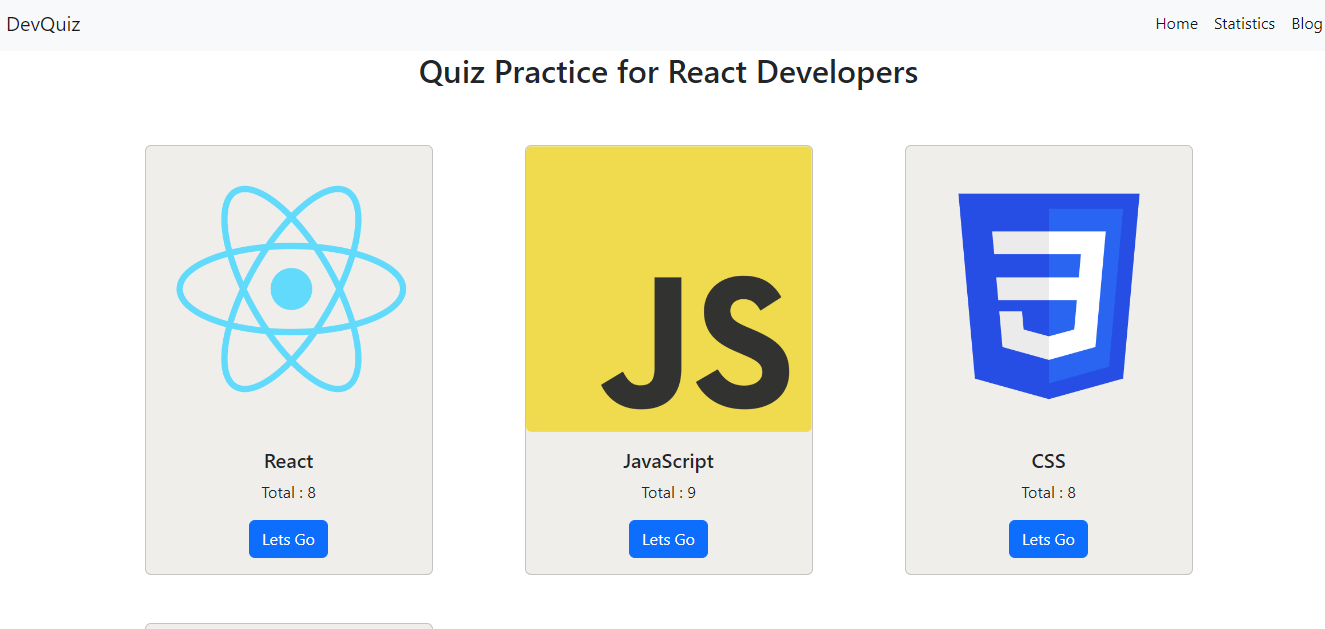 DevQuiz
Home Statistics Blog
Quiz Practice for React Developers
JS
React
Total : 8
Lets Go
JavaScript
Total : 9
Lets Go
CSS
Total : 8
Lets Go